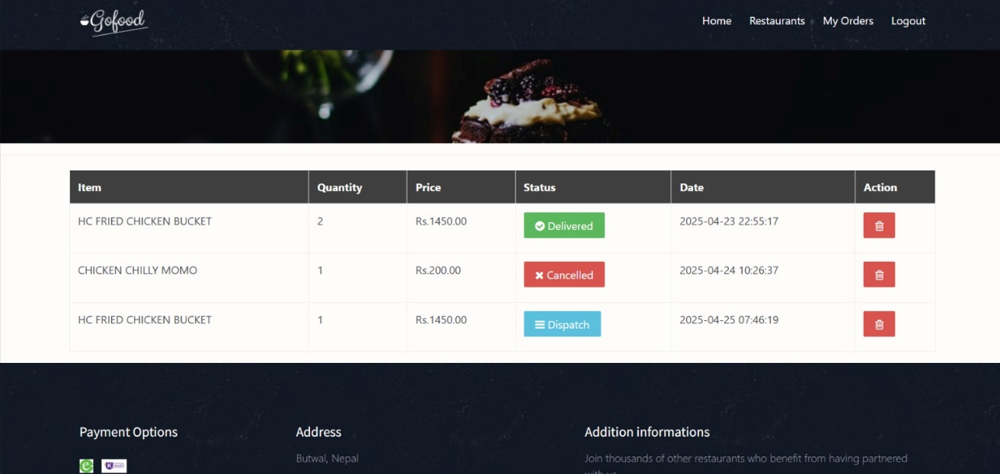 Gofood
Home Restaurants My Orders Logout
Item Quantity Price Status Date Action
HC FRIED CHICKEN BUCKET 2 Rs.1450.00 Delivered 2025-04-23 22:55:17
CHICKEN CHILLY MOMO 1 Rs.200.00 Cancelled 2025-04-24 10:26:37
HC FRIED CHICKEN BUCKET 1 Rs.1450.00 Dispatch 2025-04-25 07:46:19
Payment Options Address Addition informations
Butwal, Nepal Join thousands of other restaurants who benefit from having partnered
with us